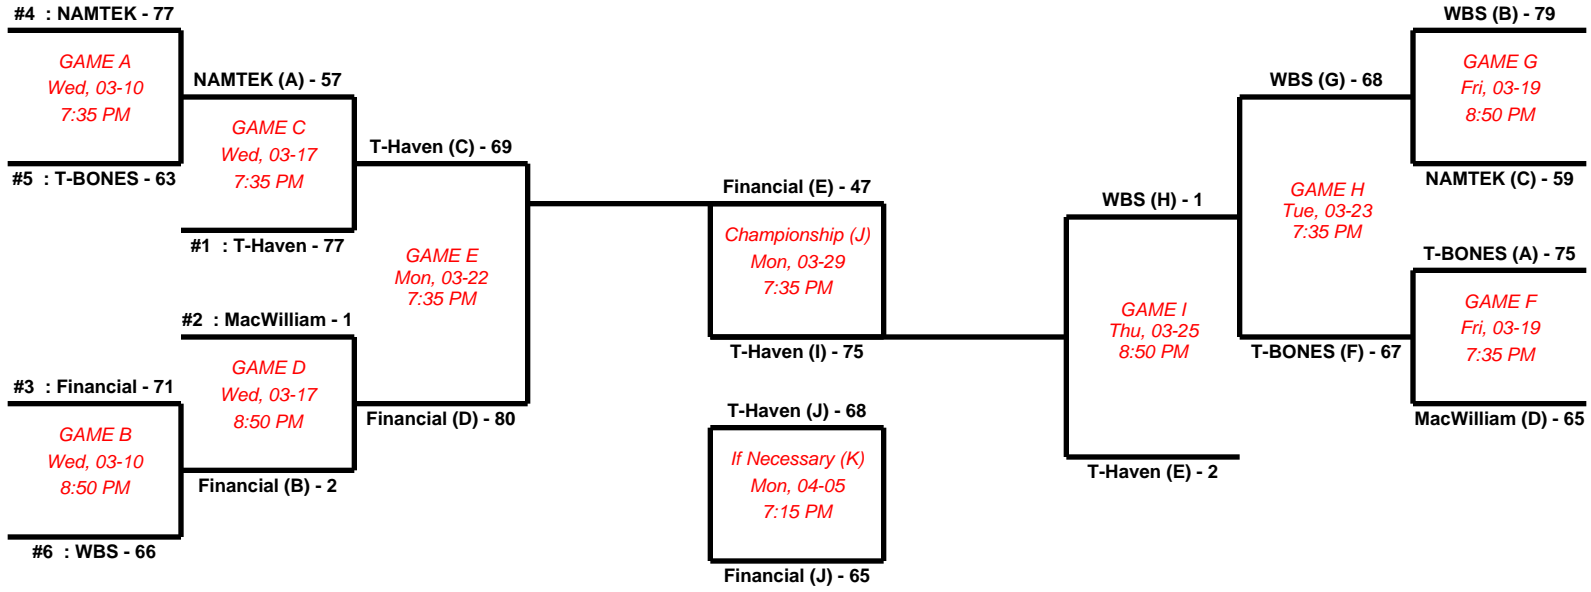 #4 : NAMTEK - 77
GAME A
Wed, 03-10
7:35 PM
#5 : T-BONES - 63
NAMTEK (A) - 57
GAME C
Wed, 03-17
7:35 PM
#1 : T-Haven - 77
T-Haven (C) - 69
GAME E
Mon, 03-22
7:35 PM
#2 : MacWilliam - 1
GAME D
Wed, 03-17
8:50 PM
#3 : Financial - 71
GAME B
Wed, 03-10
8:50 PM
#6 : WBS - 66
Financial (B) - 2
Financial (D) - 80
Financial (E) - 47
Championship (J)
Mon, 03-29
7:35 PM
T-Haven (I) - 75
T-Haven (J) - 68
If Necessary (K)
Mon, 04-05
7:15 PM
Financial (J) - 65
WBS (H) - 1
GAME I
Thu, 03-25
8:50 PM
T-Haven (E) - 2
WBS (G) - 68
GAME H
Tue, 03-23
7:35 PM
T-BONES (F) - 67
WBS (B) - 79
GAME G
Fri, 03-19
8:50 PM
NAMTEK (C) - 59
T-BONES (A) - 75
GAME F
Fri, 03-19
7:35 PM
MacWilliam (D) - 65